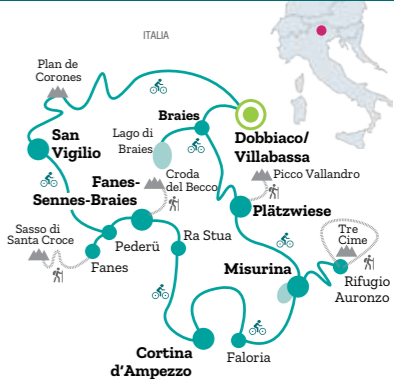 ITALIA
Plan de
Corones
Braies
San
Vigilio
Lago di
Braies
Dobbiaco/
Villabassa
Fanes-
Sennes-Braies
Croda
del Becco
Picco Vallandro
Plätzwiese
Sasso di
Santa Croce
Pederü
Fanes
Ra Stua
Tre
Cime
Misurina
Rifugio
Auronzo
Cortina
d'Ampezzo
Faloria